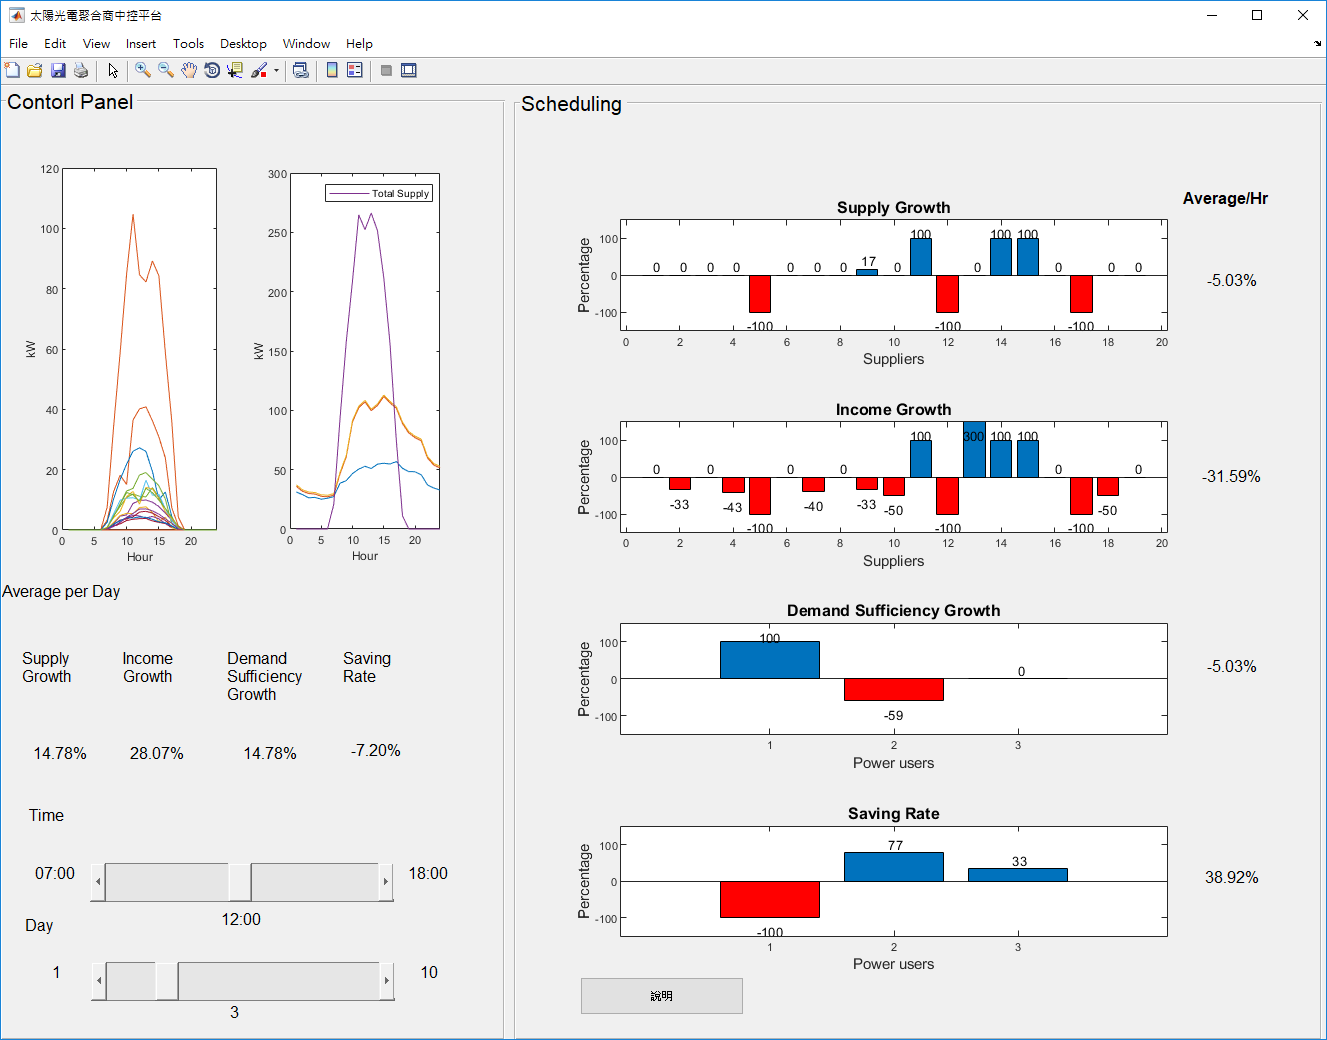 太陽光電聚合商中控平台
File Edit View Insert Tools Desktop Window Help
Contorl Panel
120
100
80
60
40
20
0
kW
0 5 10 15 20
Hour
300
250
200
150
100
50
0
kW
Total Supply
0 5 10 15 20
Hour
Average per Day
Supply
Growth
Income
Growth
Demand
Sufficiency
Growth
Saving
Rate
14.78% 28.07% 14.78% -7.20%
Time
07:00 18:00
12:00
Day
1 10
3
Scheduling
Average/Hr
Supply Growth
Percentage
100
0
-100
0 0 0 0 -100 0 0 0 17 0 100 -100 0 100 100 0 -100 0 0
0 2 4 6 8 10 12 14 16 18 20
Suppliers
-5.03%
Income Growth
Percentage
100
0
-100
0 -33 0 -43 -100 0 -40 0 -33 -50 100 -100 300 100 100 0 -100 -50 0
0 2 4 6 8 10 12 14 16 18 20
Suppliers
-31.59%
Demand Sufficiency Growth
Percentage
100
0
-100
100 -59 0
1 2 3
Power users
-5.03%
Saving Rate
Percentage
100
0
-100
-100 77 33
1 2 3
Power users
38.92%
說明